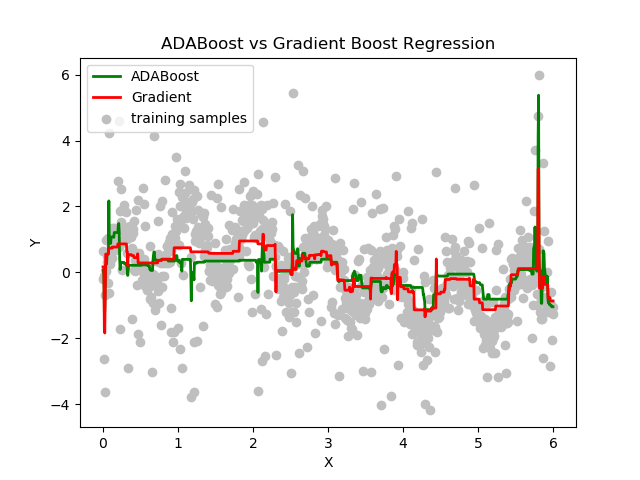 ADABoost vs Gradient Boost Regression
ADABoost
Gradient
training samples
6
4
2
0
−2
−4
Y
0 1 2 3 4 5 6
X